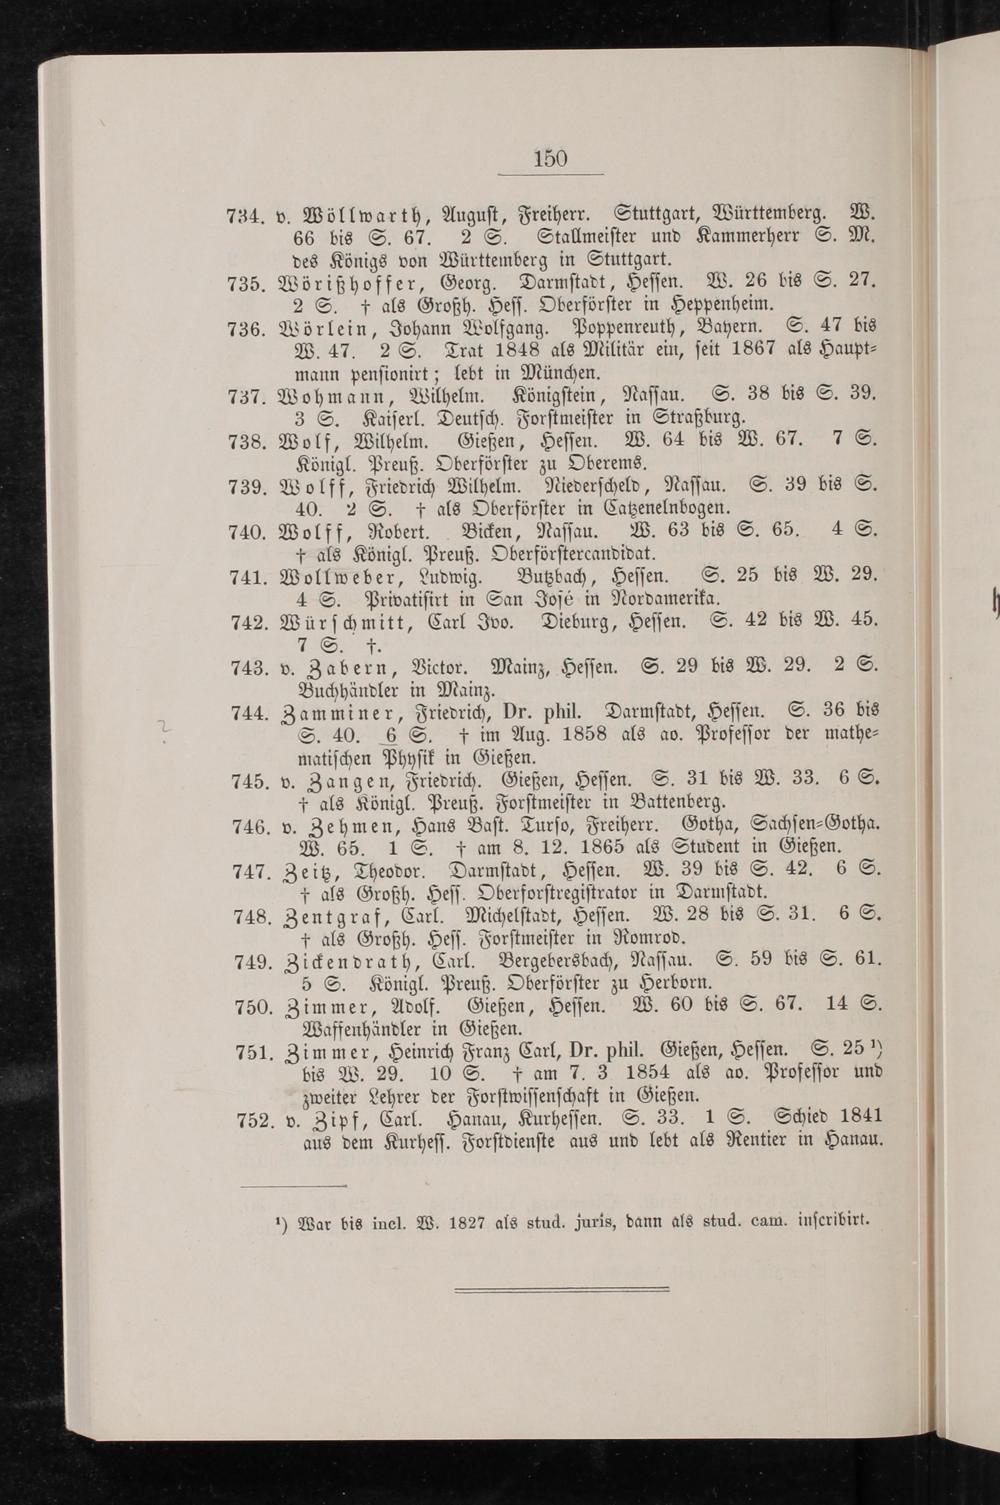 150
734. v. Wöllwarth, August, Freiherr. Stuttgart, Württemberg. W.
66 bis S. 67. 2 S. Stallmeister und Kammerherr S. M.
des Königs von Württemberg in Stuttgart.
735. Wörißhoffer, Georg. Darmstadt, Hessen. W. 26 bis S. 27.
2 S. † als Großh. Hess. Oberförster in Heppenheim.
736. Wörlein, Johann Wolfgang. Poppenreuth, Bayern. S. 47 bis
W. 47. 2 S. Trat 1848 als Militär ein, seit 1867 als Haupt-
mann pensionirt; lebt in München.
737. Wohmann, Wilhelm. Königstein, Nassau. S. 38 bis S. 39.
3 S. Kaiserl. Deutsch. Forstmeister in Straßburg.
738. Wolf, Wilhelm. Gießen, Hessen. W. 64 bis W. 67. 7 S.
Königl. Preuß. Oberförster zu Oberems.
739. Wolff, Friedrich Wilhelm. Niederscheld, Nassau. S. 39 bis S.
40. 2 S. † als Oberförster in Catzenelnbogen.
740. Wolff, Robert. Bicken, Nassau. W. 63 bis S. 65. 4 S.
† als Königl. Preuß. Oberförstercandidat.
741. Wollweber, Ludwig. Butzbach, Hessen. S. 25 bis W. 29.
4 S. Privatisirt in San José in Nordamerika.
742. Würschmitt, Carl Ivo. Dieburg, Hessen. S. 42 bis W. 45.
7 S. †.
743. v. Zabern, Victor. Mainz, Hessen. S. 29 bis W. 29. 2 S.
Buchhändler in Mainz.
744. Zamminer, Friedrich, Dr. phil. Darmstadt, Hessen. S. 36 bis
S. 40. 6 S. † im Aug. 1858 als ao. Professor der mathe-
matischen Physik in Gießen.
745. v. Zangen, Friedrich. Gießen, Hessen. S. 31 bis W. 33. 6 S.
† als Königl. Preuß. Forstmeister in Battenberg.
746. v. Zehmen, Hans Bast. Turso, Freiherr. Gotha, Sachsen-Gotha.
W. 65. 1 S. † am 8. 12. 1865 als Student in Gießen.
747. Zeitz, Theodor. Darmstadt, Hessen. W. 39 bis S. 42. 6 S.
† als Großh. Hess. Oberforstregistrator in Darmstadt.
748. Zentgraf, Carl. Michelstadt, Hessen. W. 28 bis S. 31. 6 S.
† als Großh. Hess. Forstmeister in Romrod.
749. Zickendrath, Carl. Bergebersbach, Nassau. S. 59 bis S. 61.
5 S. Königl. Preuß. Oberförster zu Herborn.
750. Zimmer, Adolf. Gießen, Hessen. W. 60 bis S. 67. 14 S.
Waffenhändler in Gießen.
751. Zimmer, Heinrich Franz Carl, Dr. phil. Gießen, Hessen. S. 25 ¹)
bis W. 29. 10 S. † am 7. 3 1854 als ao. Professor und
zweiter Lehrer der Forstwissenschaft in Gießen.
752. v. Zipf, Carl. Hanau, Kurhessen. S. 33. 1 S. Schied 1841
aus dem Kurhess. Forstdienste aus und lebt als Rentier in Hanau.
¹) War bis incl. W. 1827 als stud. juris, dann als stud. cam. inscribirt.